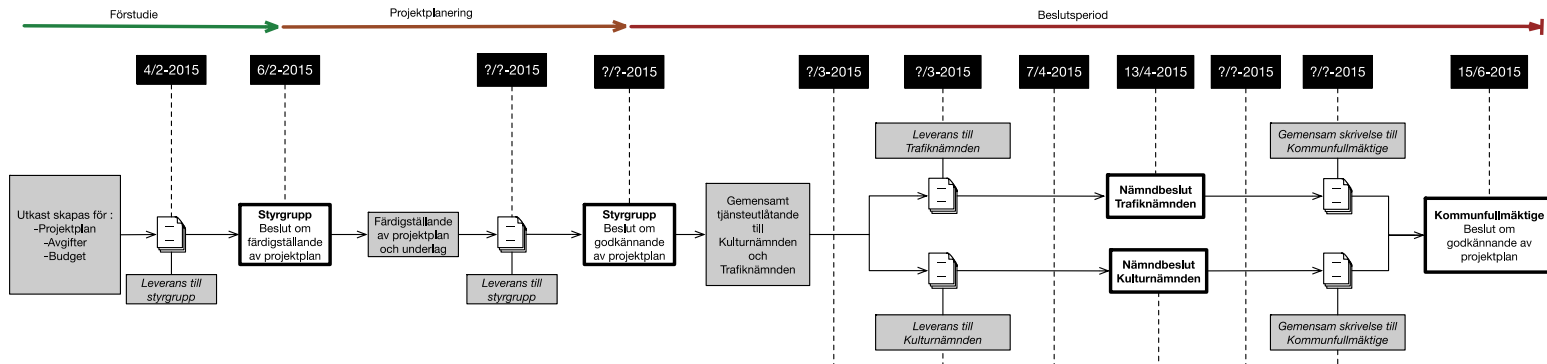 Förstudie
Projektplanering
Beslutsperiod
4/2-2015
6/2-2015
?/?-2015
?/?-2015
?/3-2015
?/3-2015
7/4-2015
13/4-2015
?/?-2015
?/?-2015
15/6-2015
Leverans till
Trafiknämnden
Gemensam skrivelse till
Kommunfullmäktige
Utkast skapas för :
-Projektplan
-Avgifter
-Budget
Styrgrupp
Beslut om
färdigställande
av projektplan
Färdigställande
av projektplan
och underlag
Styrgrupp
Beslut om
godkännande
av projektplan
Gemensamt
tjänsteutlåtande
till
Kulturnämnden
och
Trafiknämnden
Nämndbeslut
Trafiknämnden
Nämndbeslut
Kulturnämnden
Kommunfullmäktige
Beslut om
godkännande av
projektplan
Leverans till
styrgrupp
Leverans till
styrgrupp
Leverans till
Kulturnämnden
Gemensam skrivelse till
Kommunfullmäktige